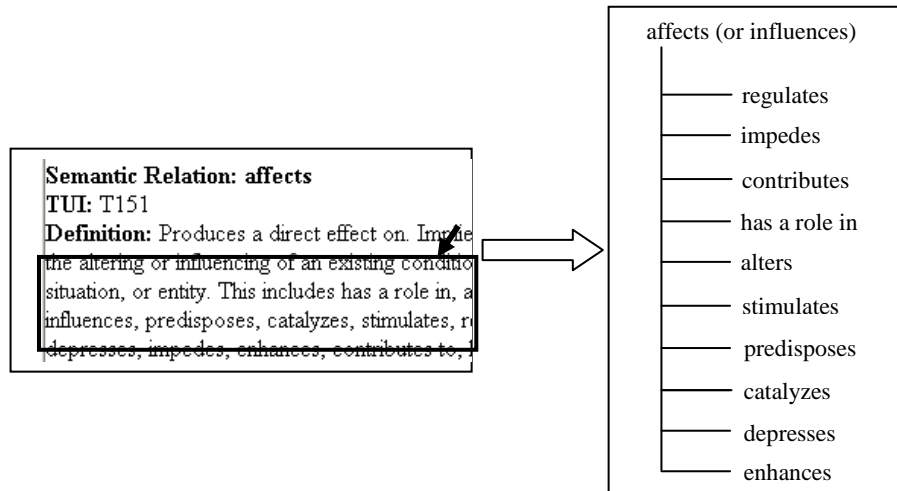 Semantic Relation: affects
TUI: T151
Definition: Produces a direct effect on.
the altering or influencing of an existing
situation, or entity. This includes has a role in,
influences, predisposes, catalyzes, stimulates,
depresses, impedes, enhances, contributes to,
affects (or influences)
regulates
impedes
contributes
has a role in
alters
stimulates
predisposes
catalyzes
depresses
enhances